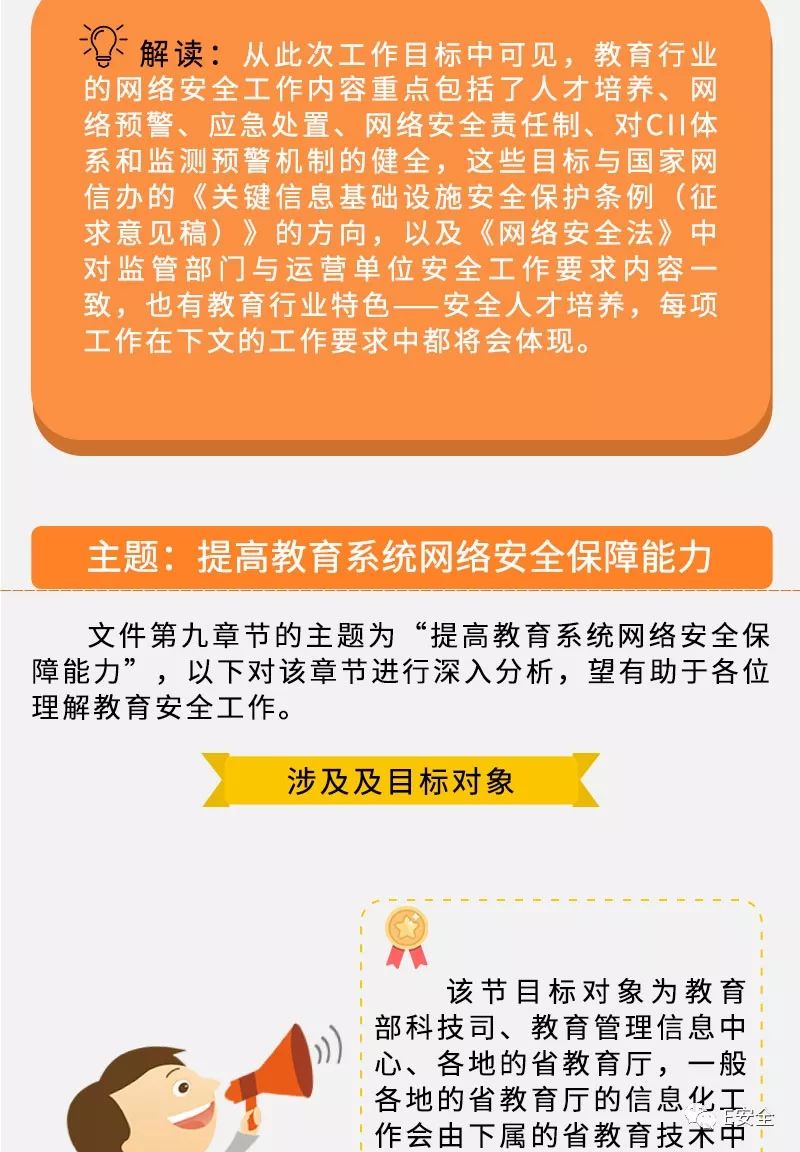 解读：从此次工作目标中可见，教育行业
的网络安全工作内容重点包括了人才培养、网
络预警、应急处置、网络安全责任制、对CII体
系和监测预警机制的健全，这些目标与国家网
信办的《关键信息基础设施安全保护条例（征
求意见稿）》的方向，以及《网络安全法》中
对监管部门与运营单位安全工作要求内容一
致，也有教育行业特色——安全人才培养，每项
工作在下文的工作要求中都将会体现。
主题：提高教育系统网络安全保障能力
文件第九章节的主题为“提高教育系统网络安全保
障能力”，以下对该章节进行深入分析，望有助于各位
理解教育安全工作。
涉及及目标对象
该节目标对象为教育
部科技司、教育管理信息中
心、各地的省教育厅，一般
各地的省教育厅的信息化工
作会由下属的省教育技术中
E安全